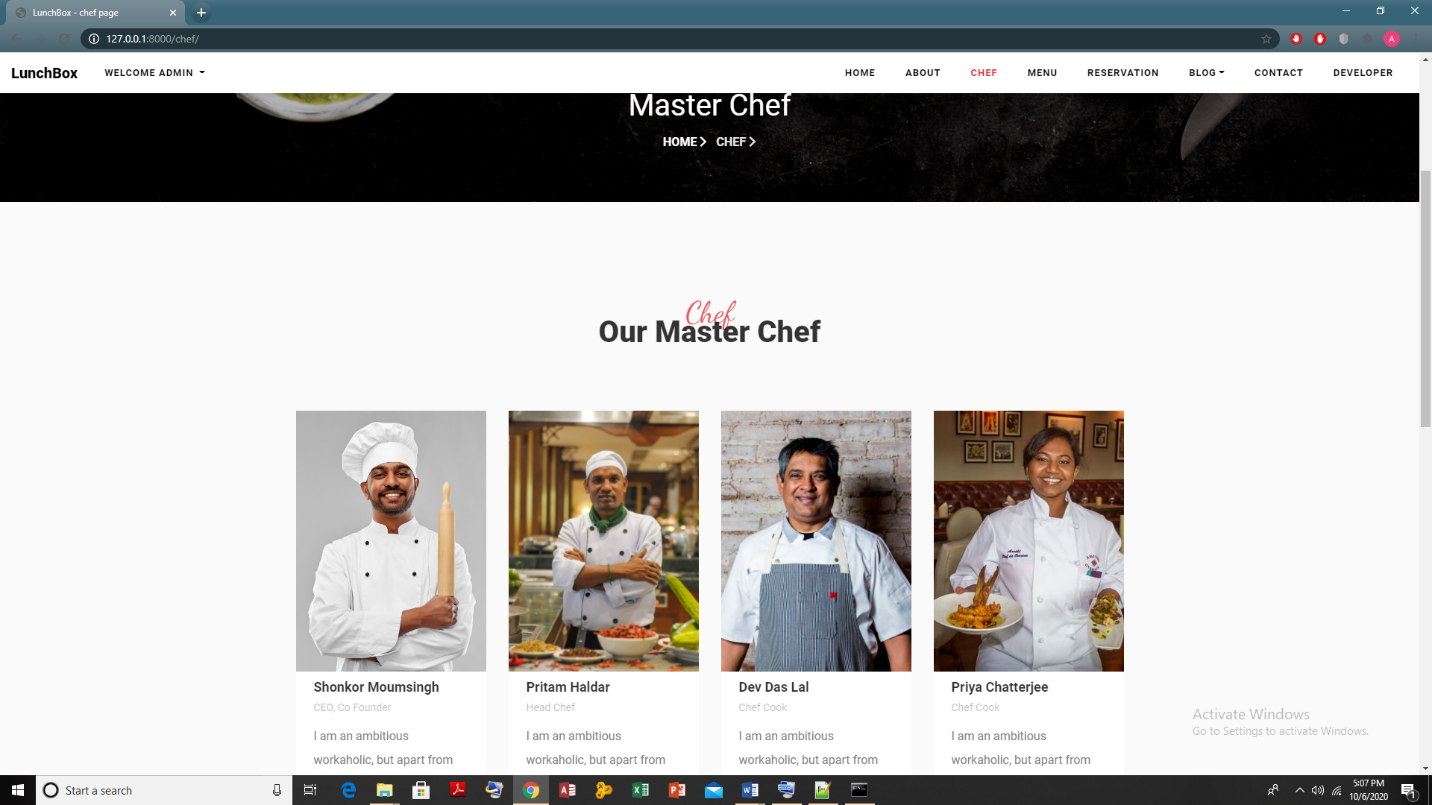 LunchBox - chef page
127.0.0.1:8000/chef/
A
LunchBox
WELCOME ADMIN
HOME
ABOUT
CHEF
MENU
RESERVATION
BLOG
CONTACT
DEVELOPER
Master Chef
HOME
CHEF
Chef
Our Master Chef
Shonkor Moumsingh
CEO, Co Founder
I am an ambitious
workaholic, but apart from
Pritam Haldar
Head Chef
I am an ambitious
workaholic, but apart from
Dev Das Lal
Chef Cook
I am an ambitious
workaholic, but apart from
Priya Chatterjee
Chef Cook
I am an ambitious
workaholic, but apart from
Activate Windows
Go to Settings to activate Windows.
Start a search
5:07 PM
10/6/2020
1